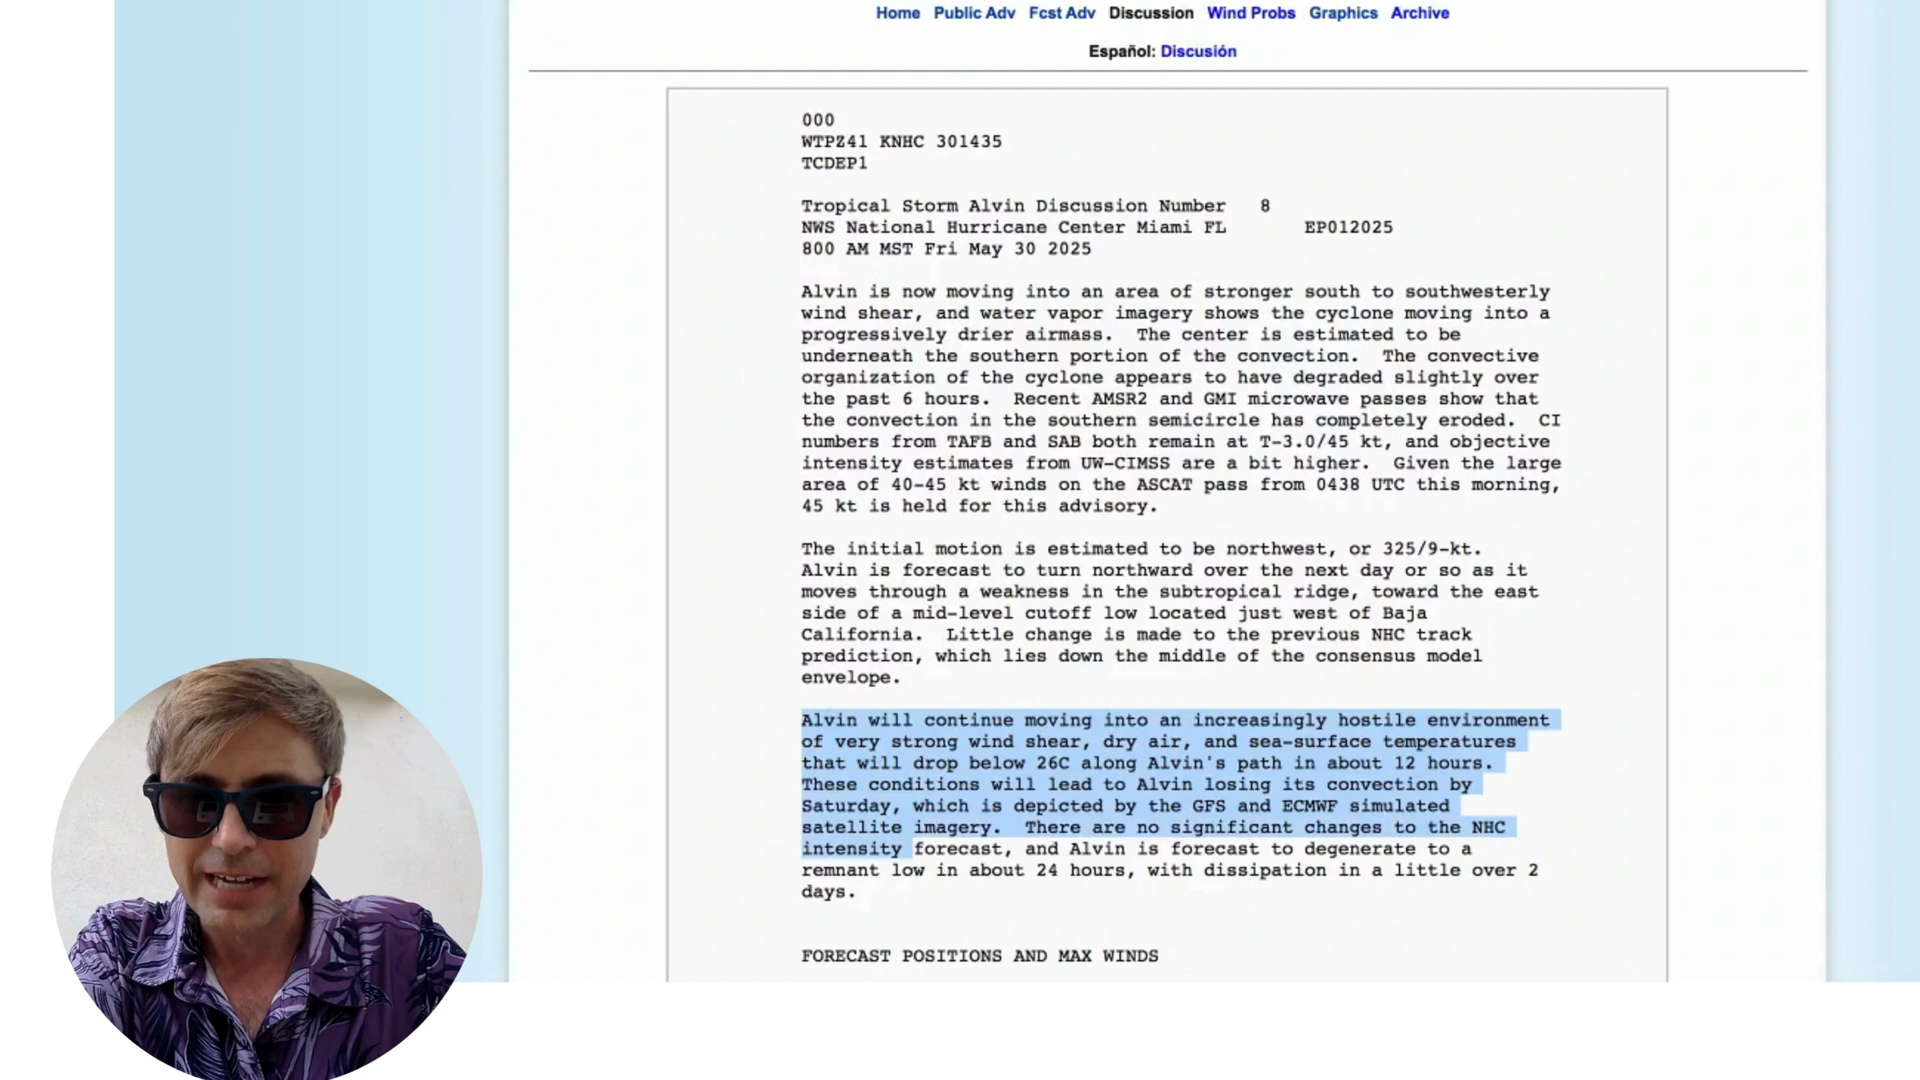 Home Public Adv Fcst Adv Discussion Wind Probs Graphics Archive
Español: Discusión
000
WTPZ41 KNHC 301435
TCDEP1
Tropical Storm Alvin Discussion Number 8
NWS National Hurricane Center Miami FL EP012025
800 AM MST Fri May 30 2025
Alvin is now moving into an area of stronger south to southwesterly
wind shear, and water vapor imagery shows the cyclone moving into a
progressively drier airmass. The center is estimated to be
underneath the southern portion of the convection. The convective
organization of the cyclone appears to have degraded slightly over
the past 6 hours. Recent AMSR2 and GMI microwave passes show that
the convection in the southern semicircle has completely eroded. CI
numbers from TAFB and SAB both remain at T-3.0/45 kt, and objective
intensity estimates from UW-CIMSS are a bit higher. Given the large
area of 40-45 kt winds on the ASCAT pass from 0438 UTC this morning,
45 kt is held for this advisory.
The initial motion is estimated to be northwest, or 325/9-kt.
Alvin is forecast to turn northward over the next day or so as it
moves through a weakness in the subtropical ridge, toward the east
side of a mid-level cutoff low located just west of Baja
California. Little change is made to the previous NHC track
prediction, which lies down the middle of the consensus model
envelope.
Alvin will continue moving into an increasingly hostile environment
of very strong wind shear, dry air, and sea-surface temperatures
that will drop below 26C along Alvin's path in about 12 hours.
These conditions will lead to Alvin losing its convection by
Saturday, which is depicted by the GFS and ECMWF simulated
satellite imagery. There are no significant changes to the NHC
intensity forecast, and Alvin is forecast to degenerate to a
remnant low in about 24 hours, with dissipation in a little over 2
days.
FORECAST POSITIONS AND MAX WINDS